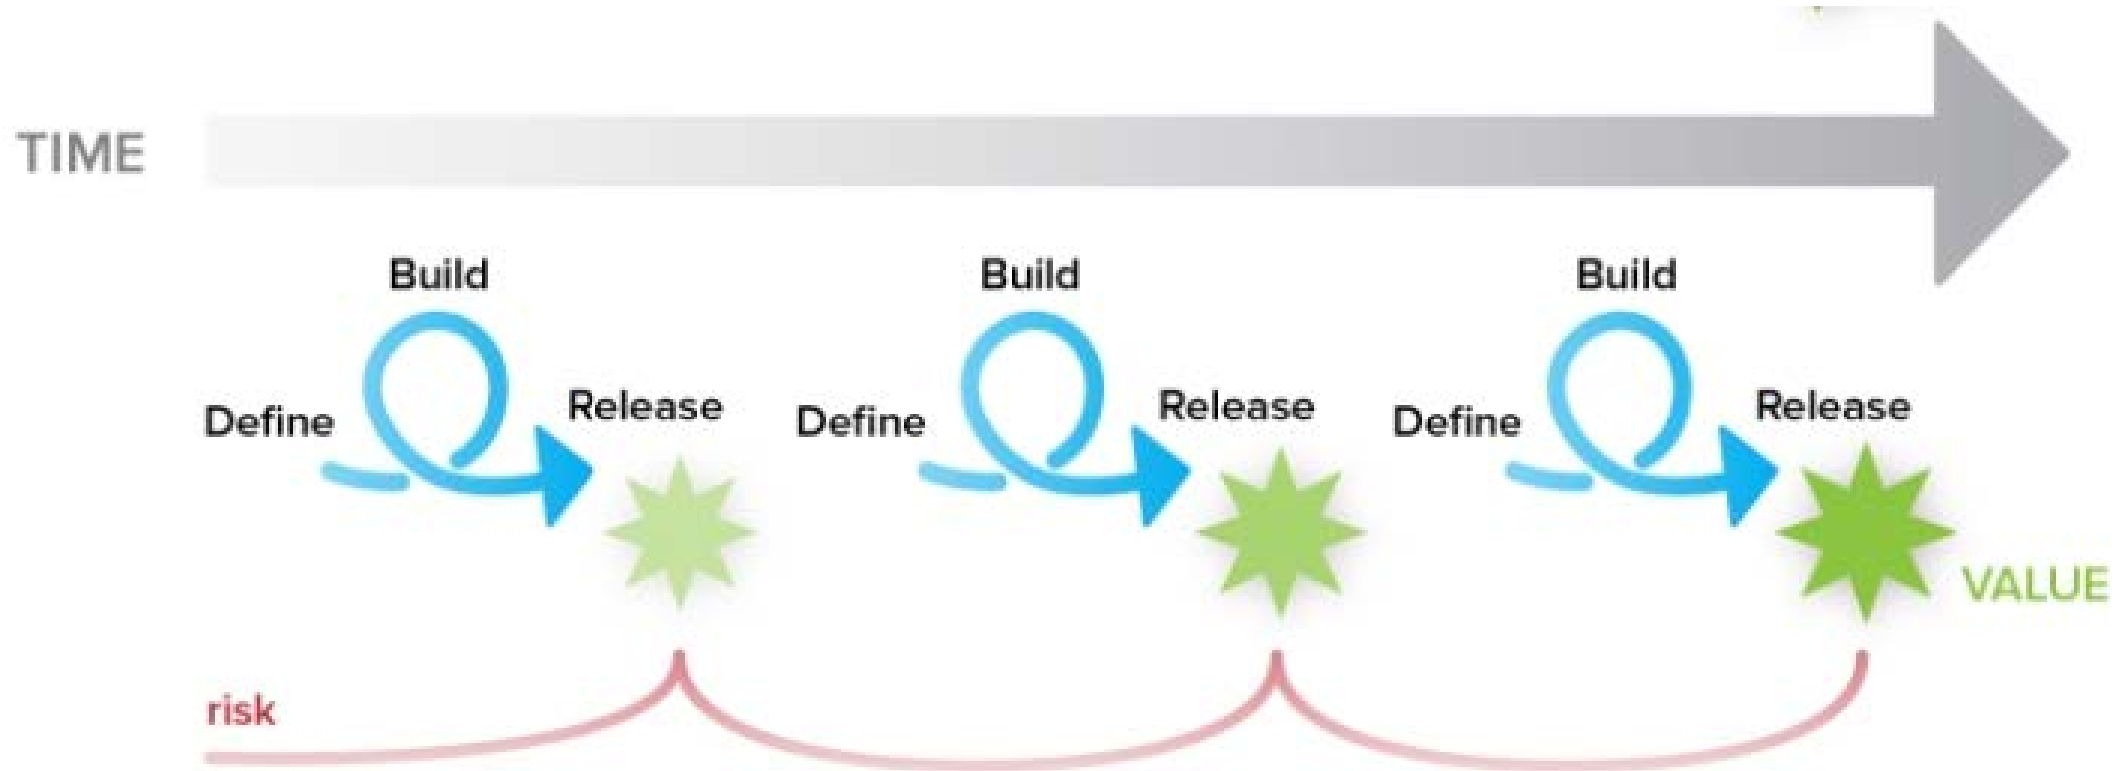 TIME
Build
Build
Build
Define
Release
Define
Release
Define
Release
VALUE
risk